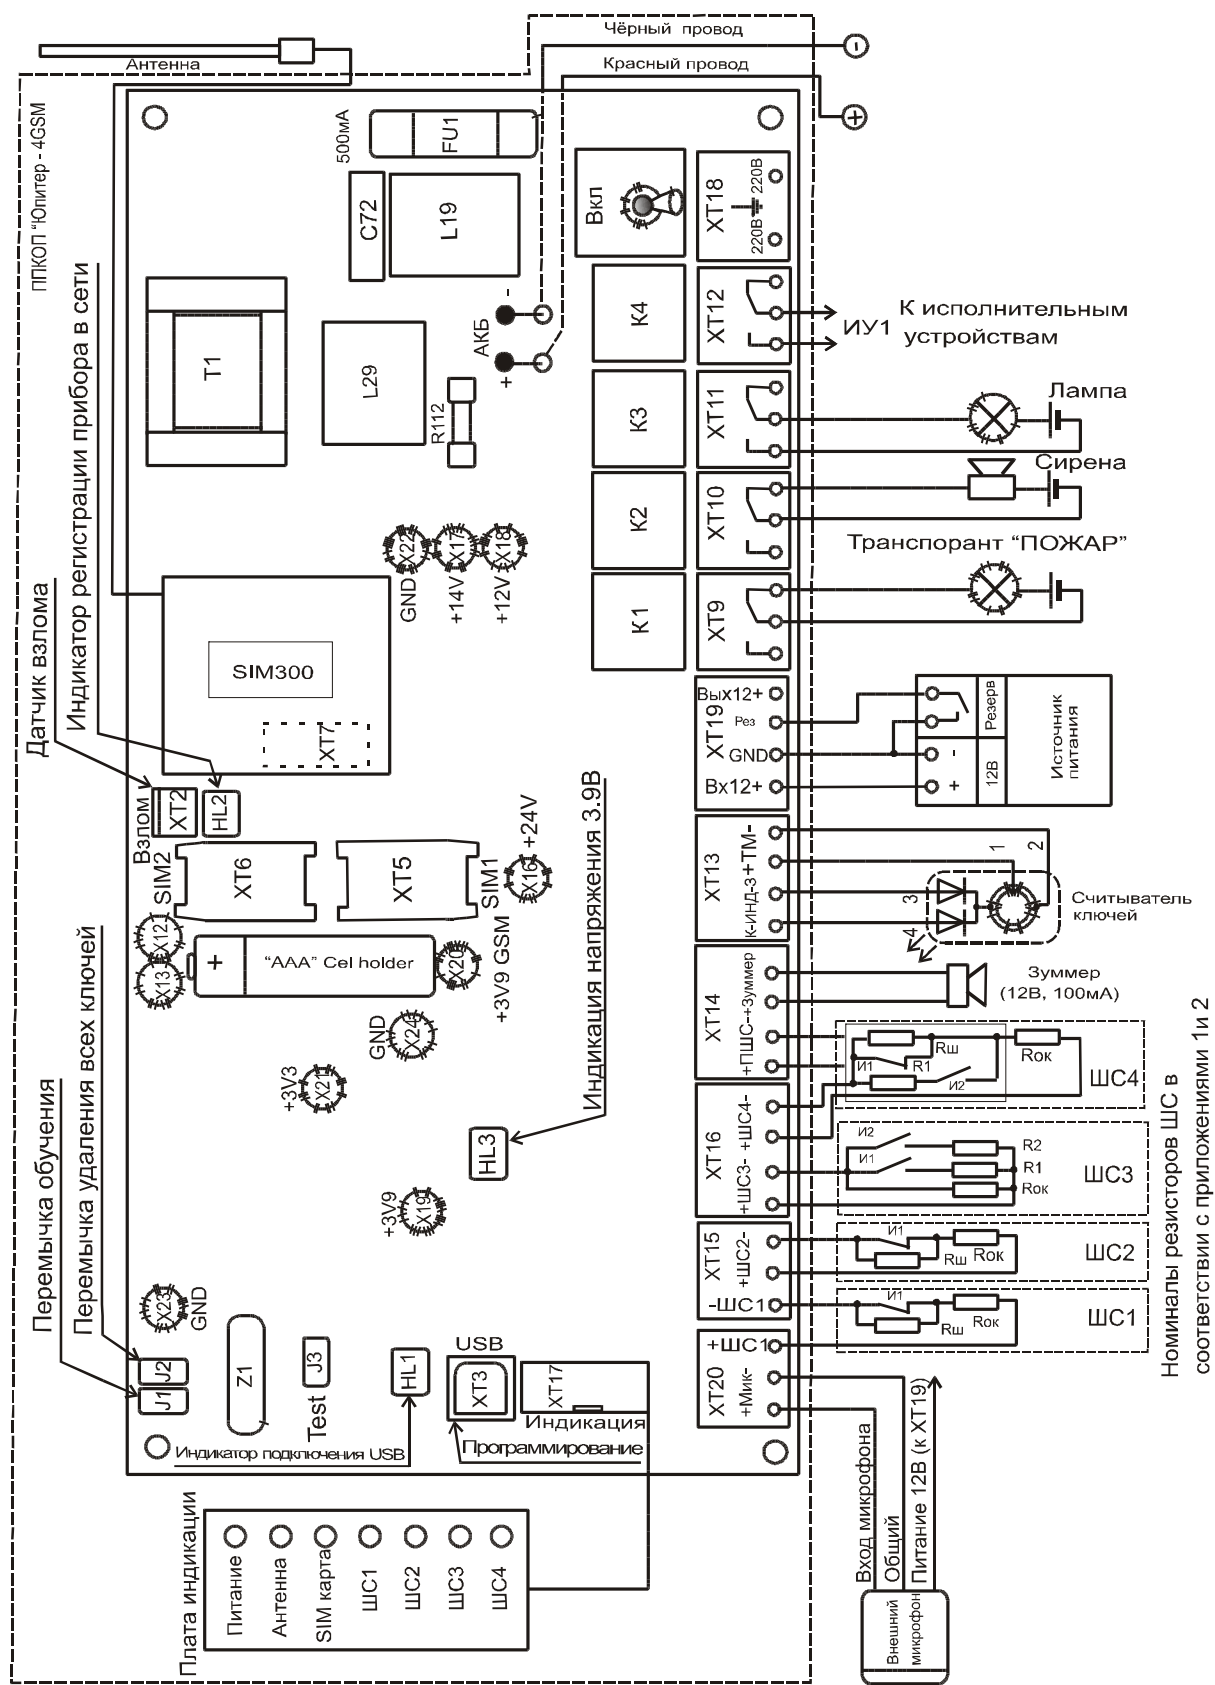 Чёрный провод
-
Антенна
Красный провод
+
ППКОП “Юпитер - 4GSM
500мА
FU1
C72
L19
Вкл
XT18
220В
220В
Индикатор регистрации прибора в сети
T1
L29
АКБ
-
+
R112
K4
XT12
ИУ1
К исполнительным
устройствам
K3
XT11
Лампа
Сирена
K2
XT10
Транспорант “ПОЖАР”
X22
X17
X18
GND
+14V
+12V
K1
XT9
Датчик взлома
SIM300
XT7
XT19
Вых12+
Рез
GND
Вх12+
Резерв
12В
-
+
Источник
питания
Взлом
XT2
HL2
Индикация напряжения 3.9В
SIM2
XT6
XT5
SIM1
X16
+24V
XT13
К-ИНД-З+ТМ-
1
2
3
4
Считыватель
ключей
X12
X13
+
“AAA” Cel holder
X20
+3V9 GSM
XT14
+ПШС-+Зуммер
Зуммер
(12В, 100мА)
GND
X24
+3V3
X21
Rш
Rок
И1
R1
И2
ШС4
Перемычка обучения
Перемычка удаления всех ключей
HL3
XT16
+ШС3- +ШС4-
И2
И1
R2
R1
Rок
ШС3
+3V9
X19
XT15
+ШС2-
И1
Rш
Rок
ШС2
X23
GND
-ШС1
И1
Rш
Rок
ШС1
Номиналы резисторов ШС в
соответствии с приложениями 1и 2
J2
J1
Z1
J3
Test
HL1
USB
XT3
XT17
Индикация
XT20
+ШС1
+Мик-
Индикатор подключения USB
Программирование
Плата индикации
Питание
Антенна
SIM карта
ШС1
ШС2
ШС3
ШС4
Вход микрофона
Общий
Питание 12В (к ХТ19)
Внешний
микрофон